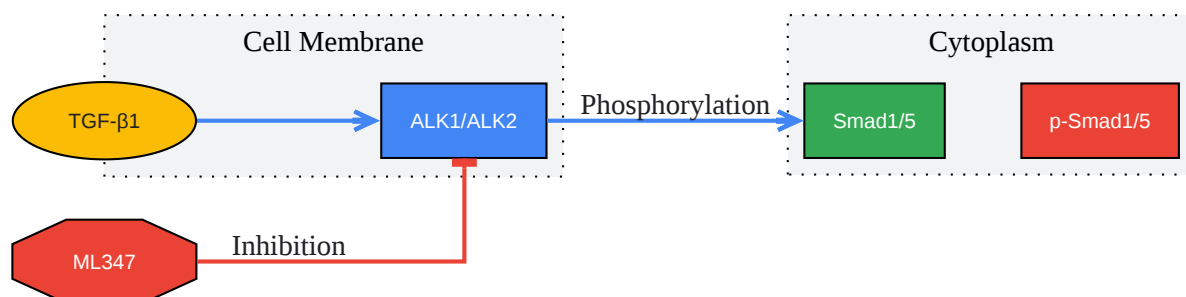 Cell Membrane
Cytoplasm
TGF-β1
ALK1/ALK2
Phosphorylation
Smad1/5
p-Smad1/5
Inhibition
ML347